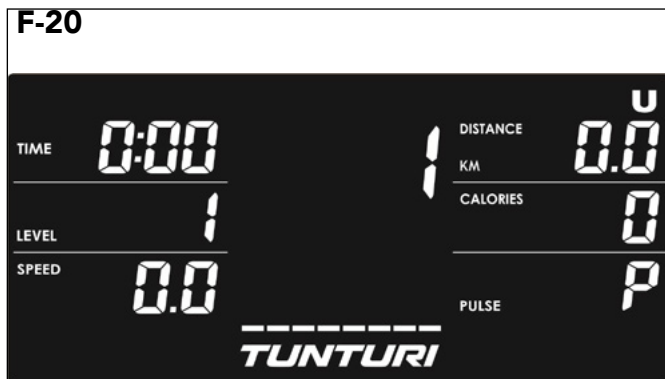 F-20
U
TIME 0:00
1
DISTANCE 0.0
KM
LEVEL 1
CALORIES 0
SPEED 0.0
PULSE P
TUNTURI